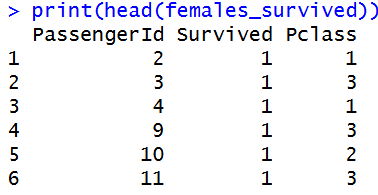 > print(head(females_survived))
PassengerId Survived Pclass
1 2 1 1
2 3 1 3
3 4 1 1
4 9 1 3
5 10 1 2
6 11 1 3